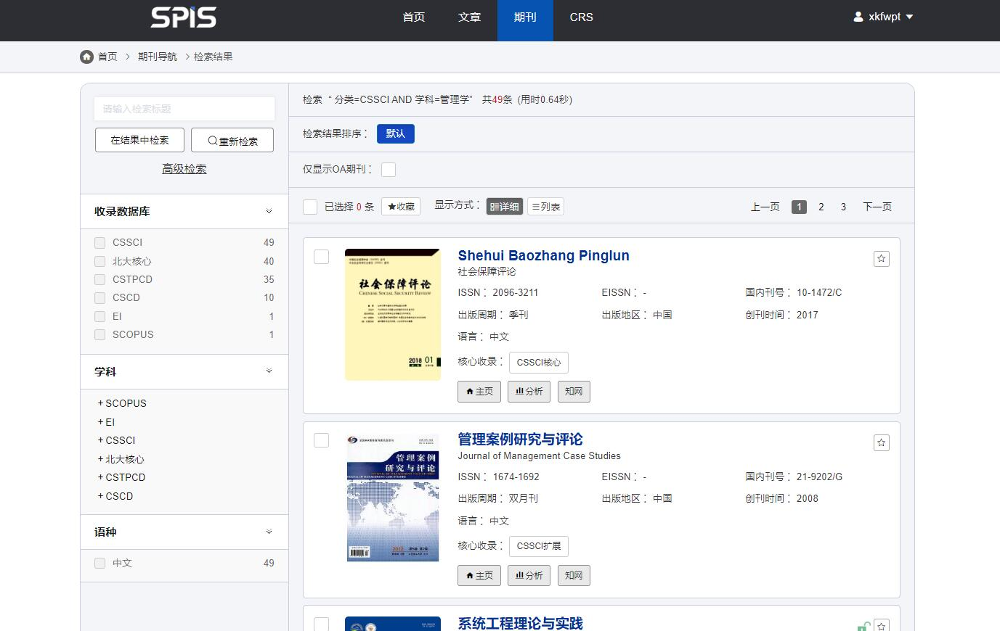 SPIS
首页
文章
期刊
CRS
xkfwpt
首页 > 期刊导航 > 检索结果
请输入检索标题
在结果中检索
重新检索
高级检索
收录数据库
CSSCI 49
北大核心 40
CSTPCD 35
CSCD 10
EI 1
SCOPUS 1
学科
+ SCOPUS
+ EI
+ CSSCI
+ 北大核心
+ CSTPCD
+ CSCD
语种
中文 49
检索 “ 分类=CSSCI AND 学科=管理学” 共49条 (用时0.64秒)
检索结果排序： 默认
仅显示OA期刊：
已选择 0 条 ★收藏 显示方式： 详细 列表 上一页 1 2 3 下一页
社会保障评论
CHINESE SOCIAL SECURITY REVIEW
2018 01
Shehui Baozhang Pinglun
社会保障评论
ISSN： 2096-3211 EISSN： - 国内刊号： 10-1472/C
出版周期： 季刊 出版地区： 中国 创刊时间： 2017
语言： 中文
核心收录： CSSCI核心
主页 分析 知网
管理案例
研究与评论
JOURNAL OF MANAGEMENT CASE STUDIES
2012
管理案例研究与评论
Journal of Management Case Studies
ISSN： 1674-1692 EISSN： - 国内刊号： 21-9202/G
出版周期： 双月刊 出版地区： 中国 创刊时间： 2008
语言： 中文
核心收录： CSSCI扩展
主页 分析 知网
系统工程理论与实践